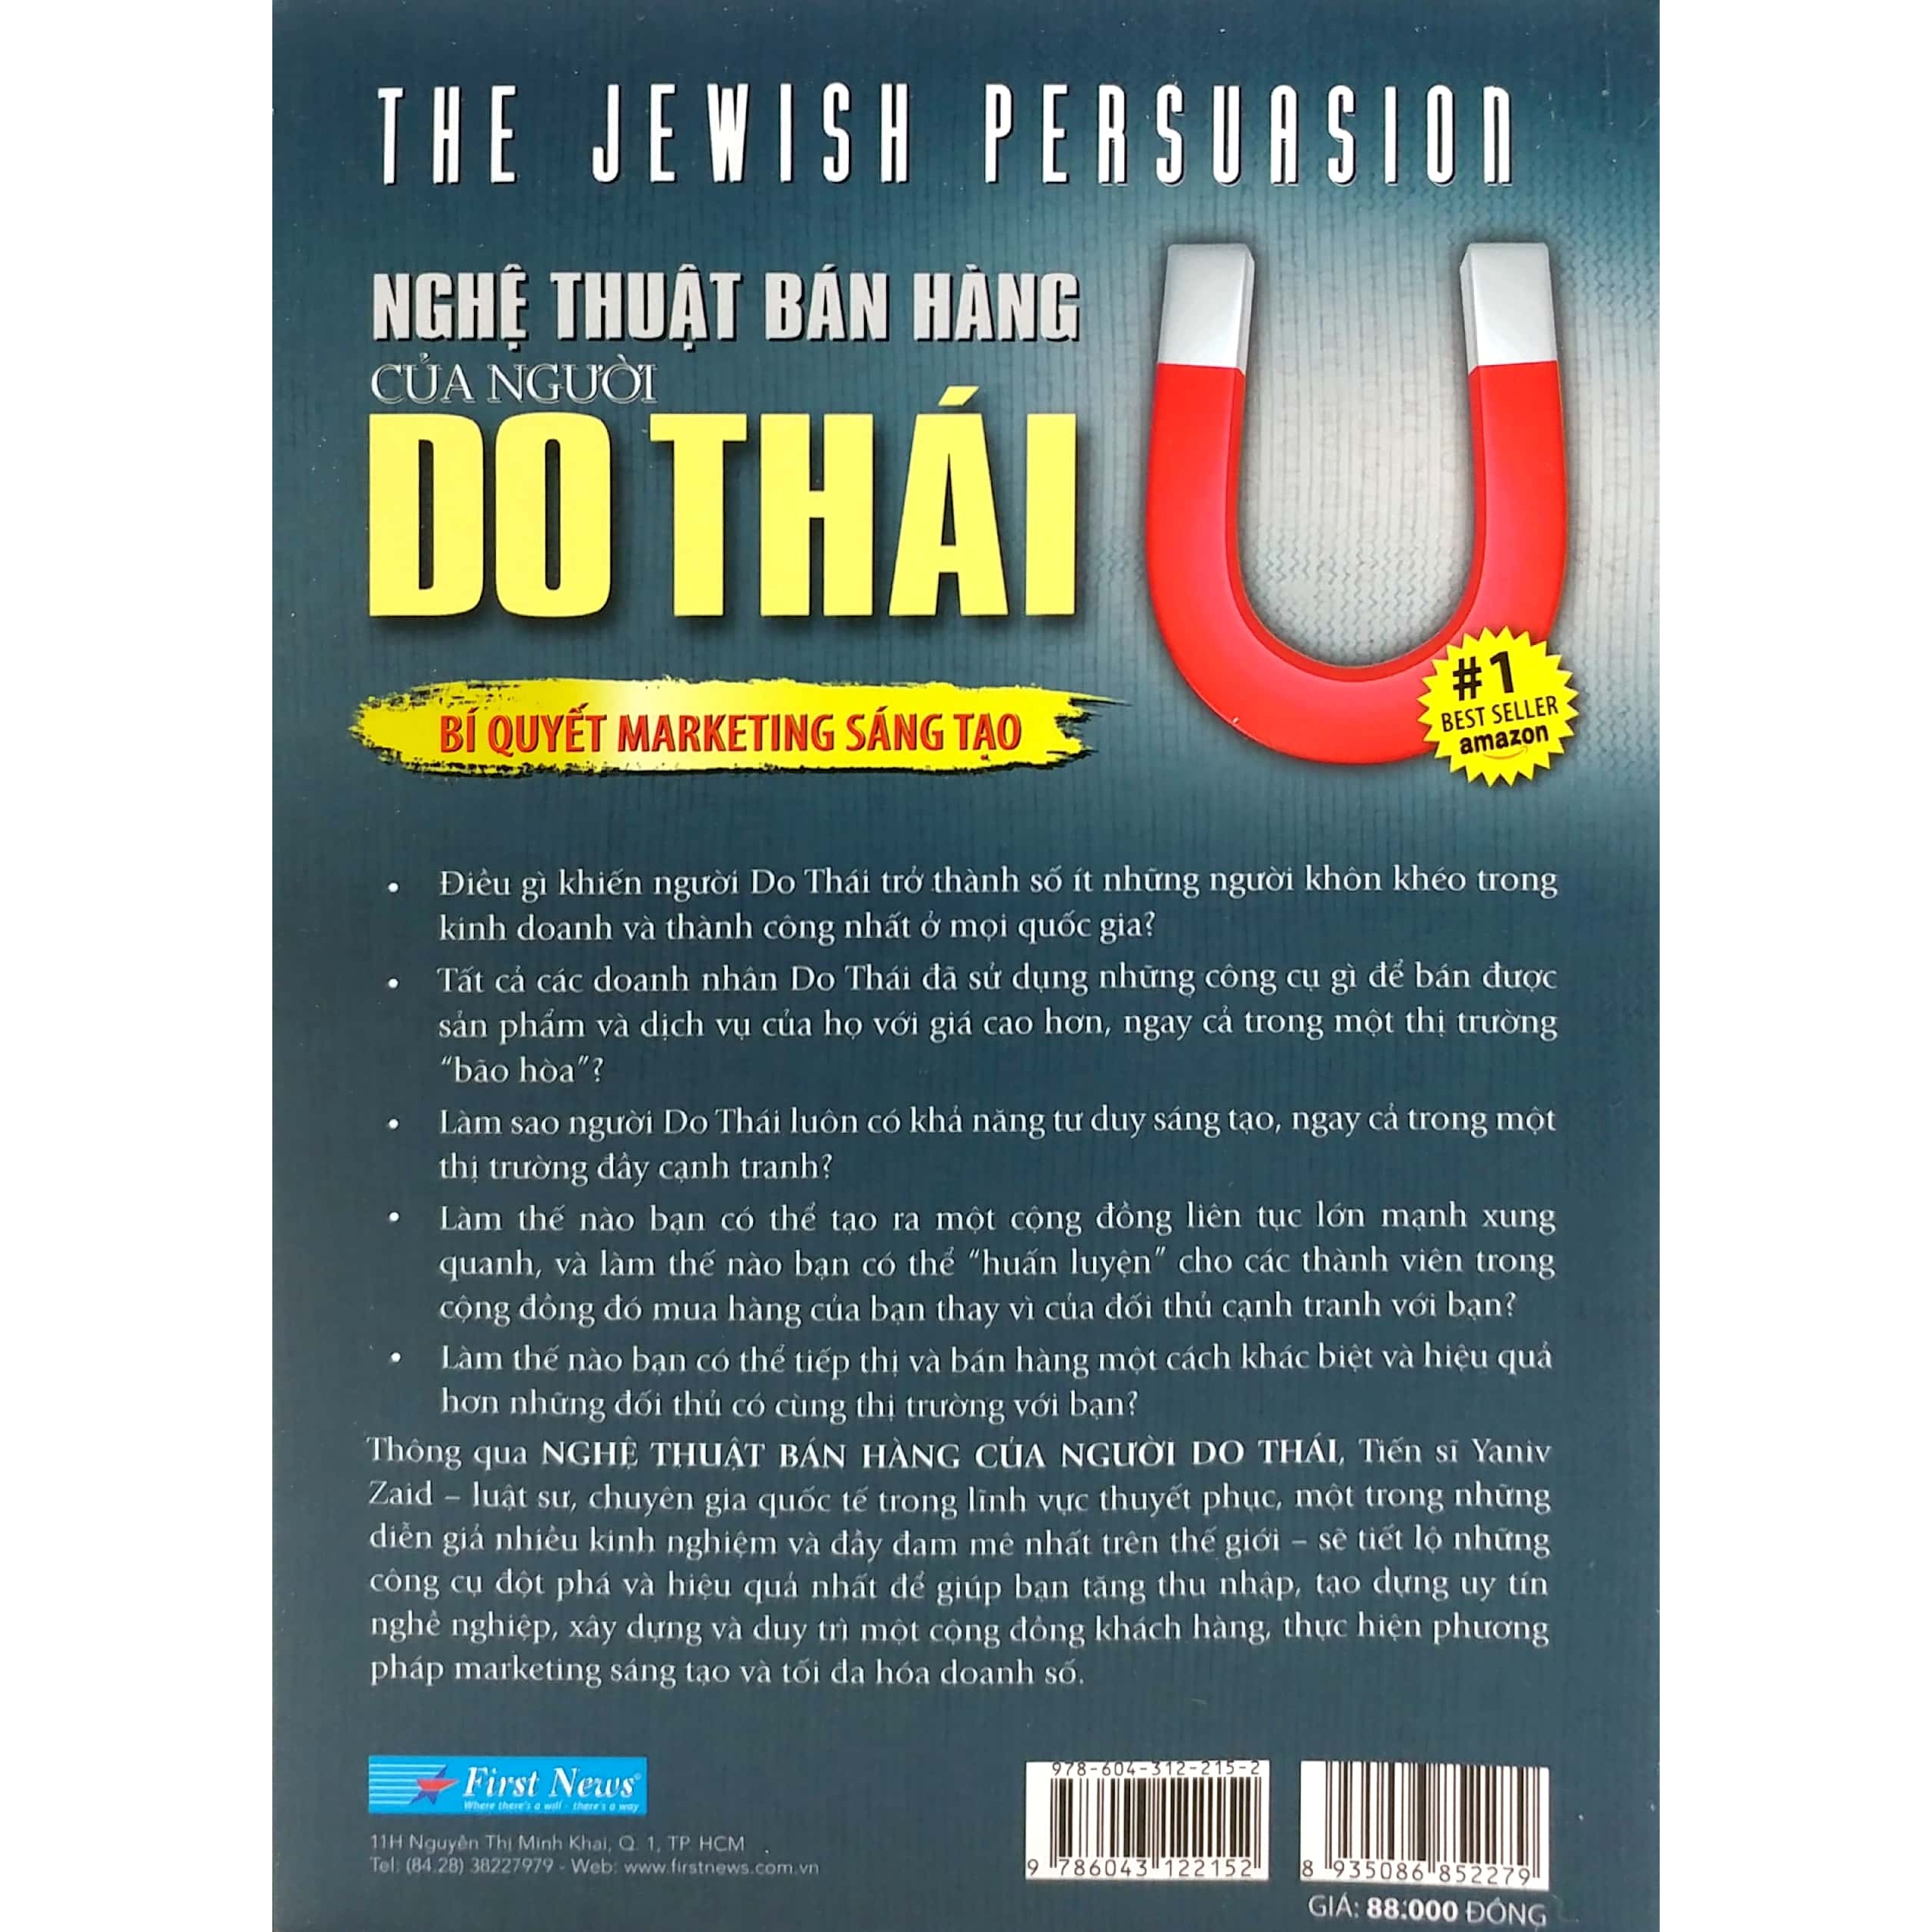 THE JEWISH PERSUASION
NGHỆ THUẬT BÁN HÀNG
CỦA NGƯỜI
DO THÁI
BÍ QUYẾT MARKETING SÁNG TẠO
#1
BEST SELLER
amazon
• Điều gì khiến người Do Thái trở thành số ít những người khôn khéo trong
kinh doanh và thành công nhất ở mọi quốc gia?
• Tất cả các doanh nhân Do Thái đã sử dụng những công cụ gì để bán được
sản phẩm và dịch vụ của họ với giá cao hơn, ngay cả trong một thị trường
“bão hòa”?
• Làm sao người Do Thái luôn có khả năng tư duy sáng tạo, ngay cả trong một
thị trường đầy cạnh tranh?
• Làm thế nào bạn có thể tạo ra một cộng đồng liên tục lớn mạnh xung
quanh, và làm thế nào bạn có thể “huấn luyện” cho các thành viên trong
cộng đồng đó mua hàng của bạn thay vì của đối thủ cạnh tranh với bạn?
• Làm thế nào bạn có thể tiếp thị và bán hàng một cách khác biệt và hiệu quả
hơn những đối thủ có cùng thị trường với bạn?
Thông qua NGHỆ THUẬT BÁN HÀNG CỦA NGƯỜI DO THÁI, Tiến sĩ Yaniv
Zaid – luật sư, chuyên gia quốc tế trong lĩnh vực thuyết phục, một trong những
diễn giả nhiều kinh nghiệm và đầy đam mê nhất trên thế giới – sẽ tiết lộ những
công cụ đột phá và hiệu quả nhất để giúp bạn tăng thu nhập, tạo dựng uy tín
nghề nghiệp, xây dựng và duy trì một cộng đồng khách hàng, thực hiện phương
pháp marketing sáng tạo và tối đa hóa doanh số.
First News®
Where there's a will - there's a way
11H Nguyễn Thị Minh Khai, Q. 1, TP. HCM
Tel: (84.28) 38227979 - Web: www.firstnews.com.vn
978-604-312-215-2
9 786043 122152
8 935086 852279
GIÁ: 88.000 ĐỒNG